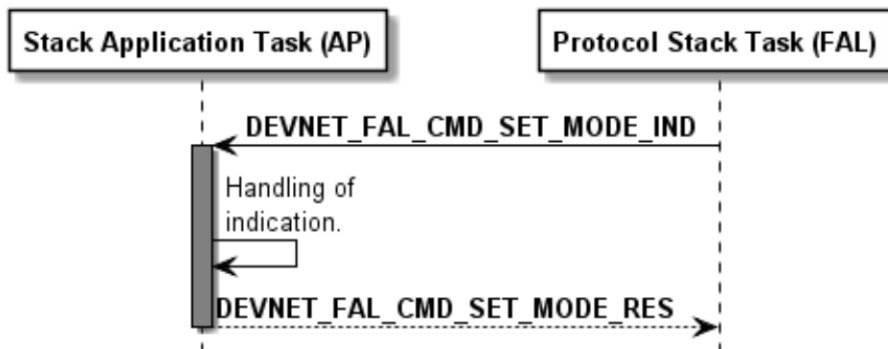 Stack Application Task (AP)
Protocol Stack Task (FAL)
DEVNET_FAL_CMD_SET_MODE_IND
Handling of
indication.
DEVNET_FAL_CMD_SET_MODE_RES